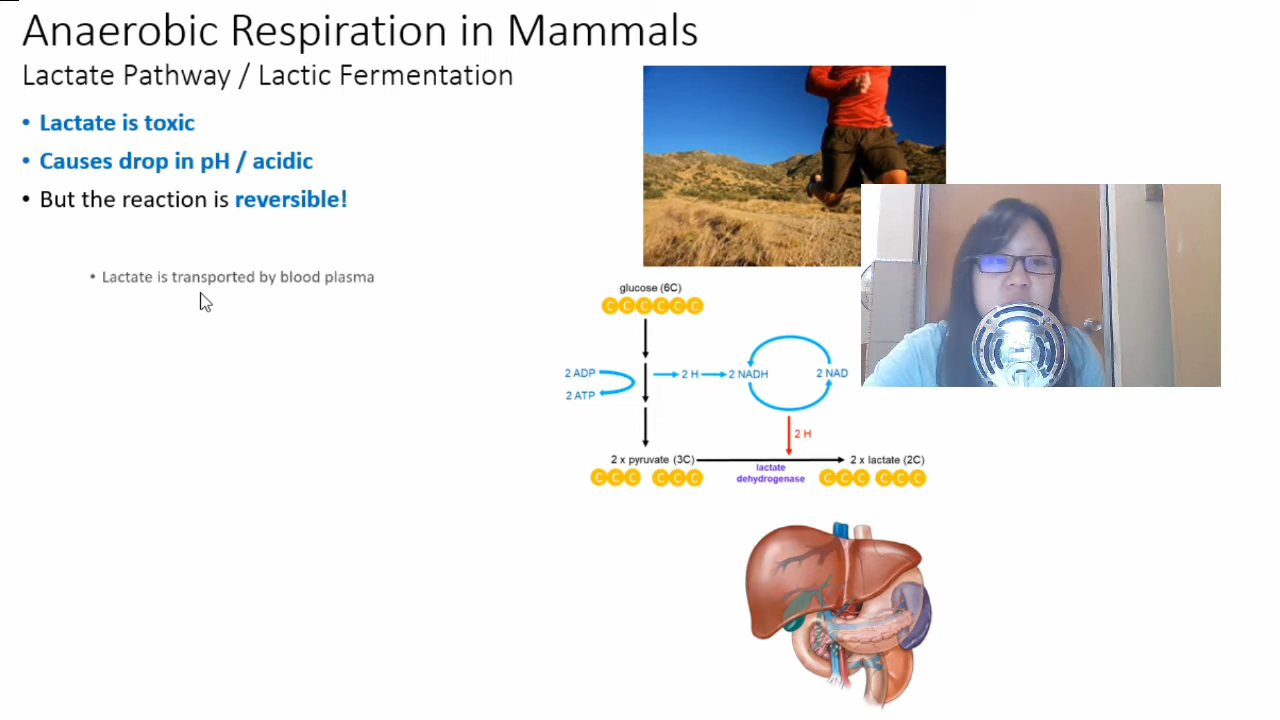 Anaerobic Respiration in Mammals
Lactate Pathway / Lactic Fermentation
• Lactate is toxic
• Causes drop in pH / acidic
• But the reaction is reversible!
• Lactate is transported by blood plasma
glucose (6C)
C C C C C C
2 ADP
2 ATP
2 H
2 NADH
2 NAD
2 H
2 x pyruvate (3C)
lactate
dehydrogenase
2 x lactate (2C)
C C C C C C
C C C C C C